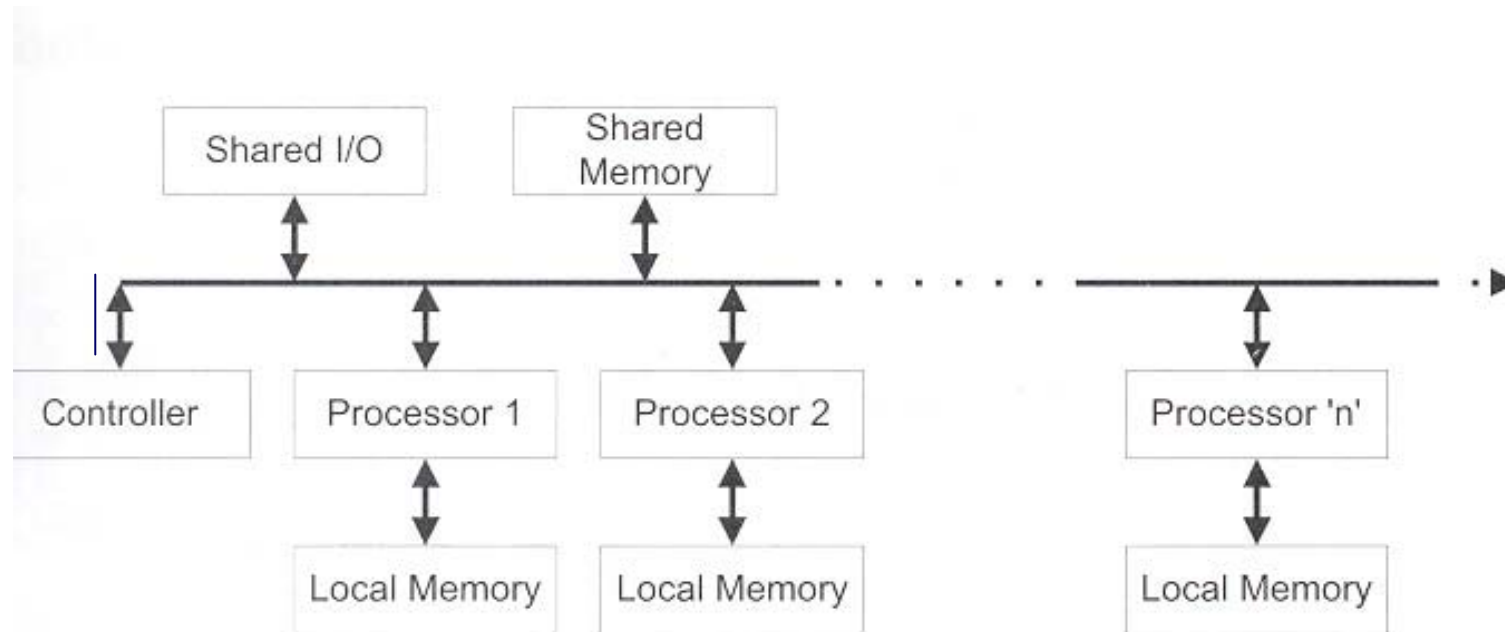 Shared I/O
Shared
Memory
Controller
Processor 1
Processor 2
Processor 'n'
Local Memory
Local Memory
Local Memory